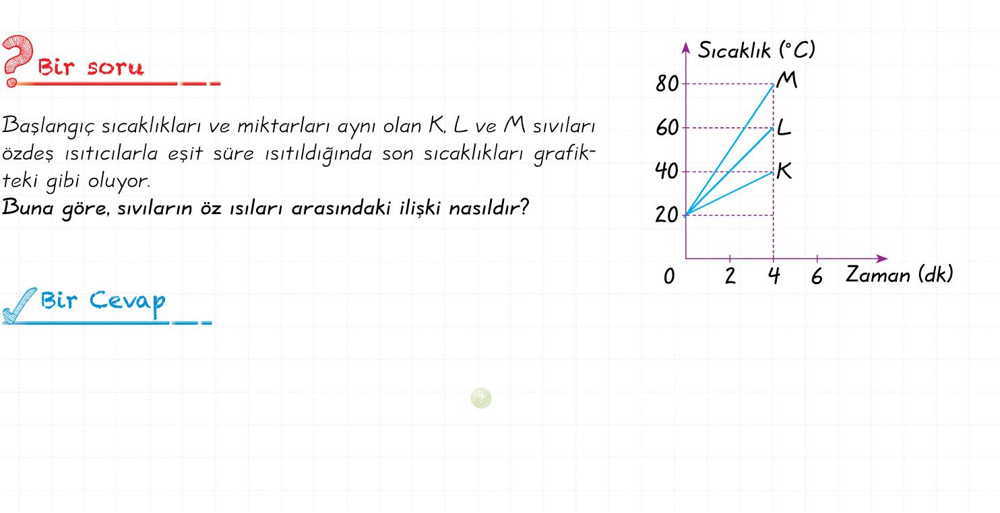 ?
Bir soru
Başlangıç sıcaklıkları ve miktarları aynı olan K, L ve M sıvıları
özdeş ısıtıcılarla eşit süre ısıtıldığında son sıcaklıkları grafik-
teki gibi oluyor.
Buna göre, sıvıların öz ısıları arasındaki ilişki nasıldır?
Sıcaklık (°C)
80
M
60
L
40
K
20
0
2
4
6
Zaman (dk)
Bir Cevap
?